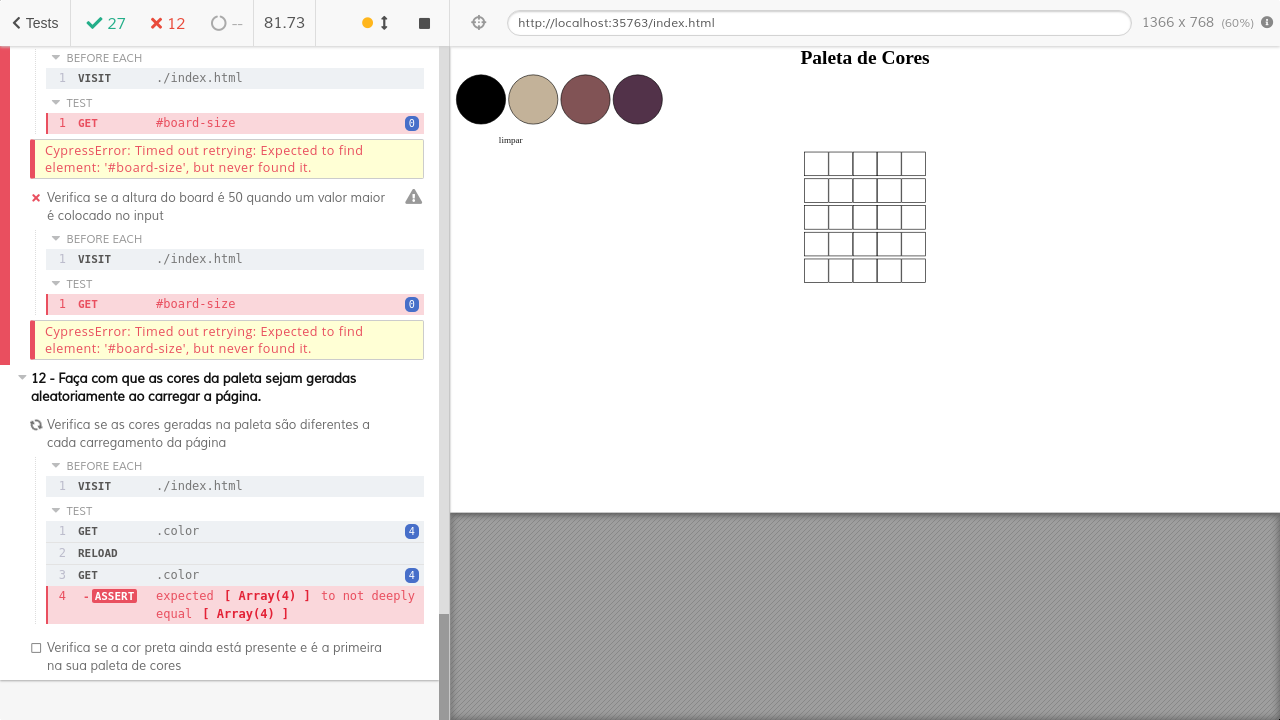 Tests 27 12 -- 81.73
http://localhost:35763/index.html 1366 x 768 (60%)
BEFORE EACH
1 VISIT ./index.html
TEST
1 GET #board-size 0
CypressError: Timed out retrying: Expected to find
element: '#board-size', but never found it.
Verifica se a altura do board é 50 quando um valor maior
é colocado no input
BEFORE EACH
1 VISIT ./index.html
TEST
1 GET #board-size 0
CypressError: Timed out retrying: Expected to find
element: '#board-size', but never found it.
12 - Faça com que as cores da paleta sejam geradas
aleatoriamente ao carregar a página.
Verifica se as cores geradas na paleta são diferentes a
cada carregamento da página
BEFORE EACH
1 VISIT ./index.html
TEST
1 GET .color 4
2 RELOAD
3 GET .color 4
4 -ASSERT expected [ Array(4) ] to not deeply
equal [ Array(4) ]
Verifica se a cor preta ainda está presente e é a primeira
na sua paleta de cores
Paleta de Cores
limpar